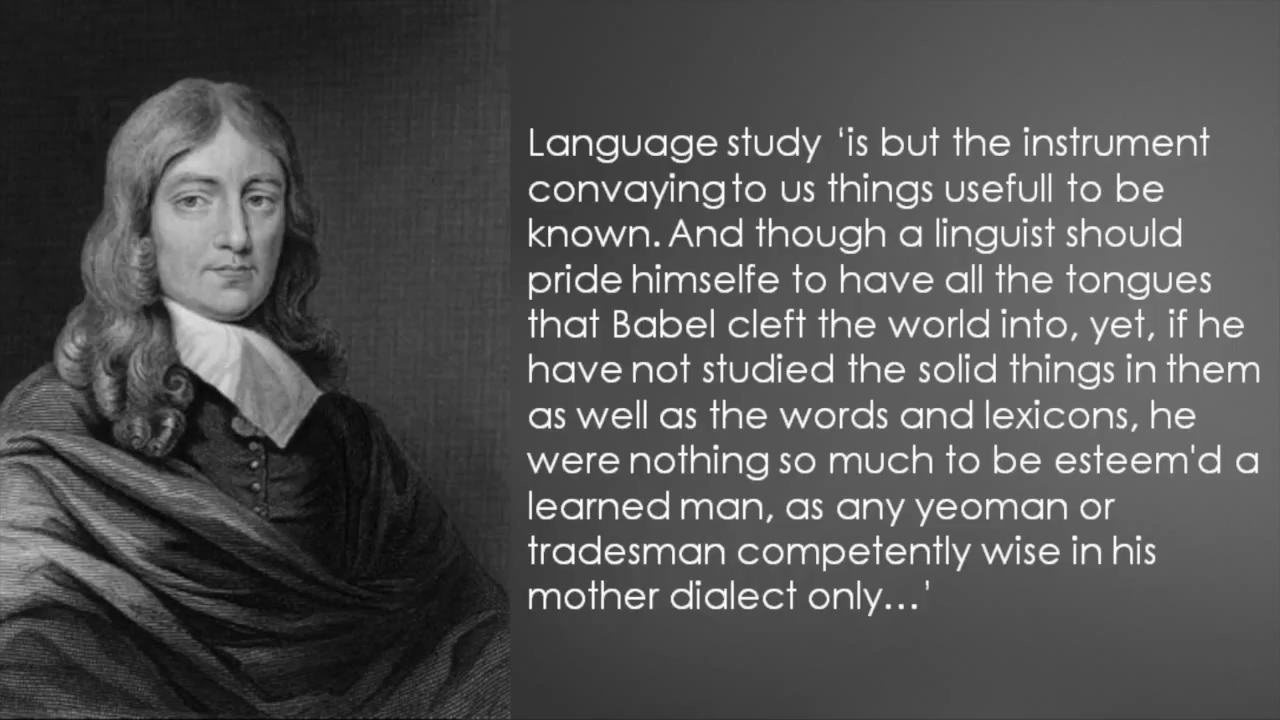 Language study ‘is but the instrument
convaying to us things usefull to be
known. And though a linguist should
pride himselfe to have all the tongues
that Babel cleft the world into, yet, if he
have not studied the solid things in them
as well as the words and lexicons, he
were nothing so much to be esteem'd a
learned man, as any yeoman or
tradesman competently wise in his
mother dialect only...'